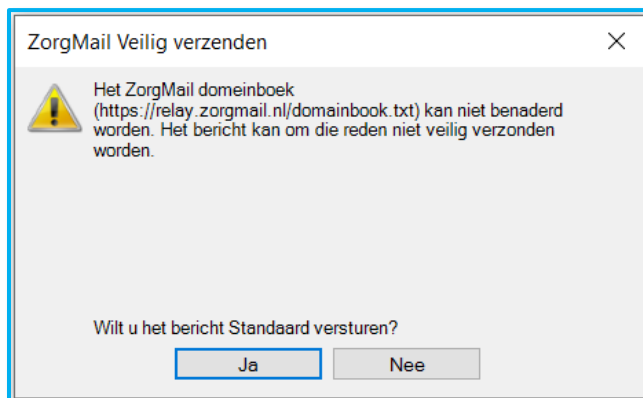 ZorgMail Veilig verzenden
Het ZorgMail domeinboek
(https://relay.zorgmail.nl/domainbook.txt) kan niet benaderd
worden. Het bericht kan om die reden niet veilig verzonden
worden.
Wilt u het bericht Standaard versturen?
Ja
Nee